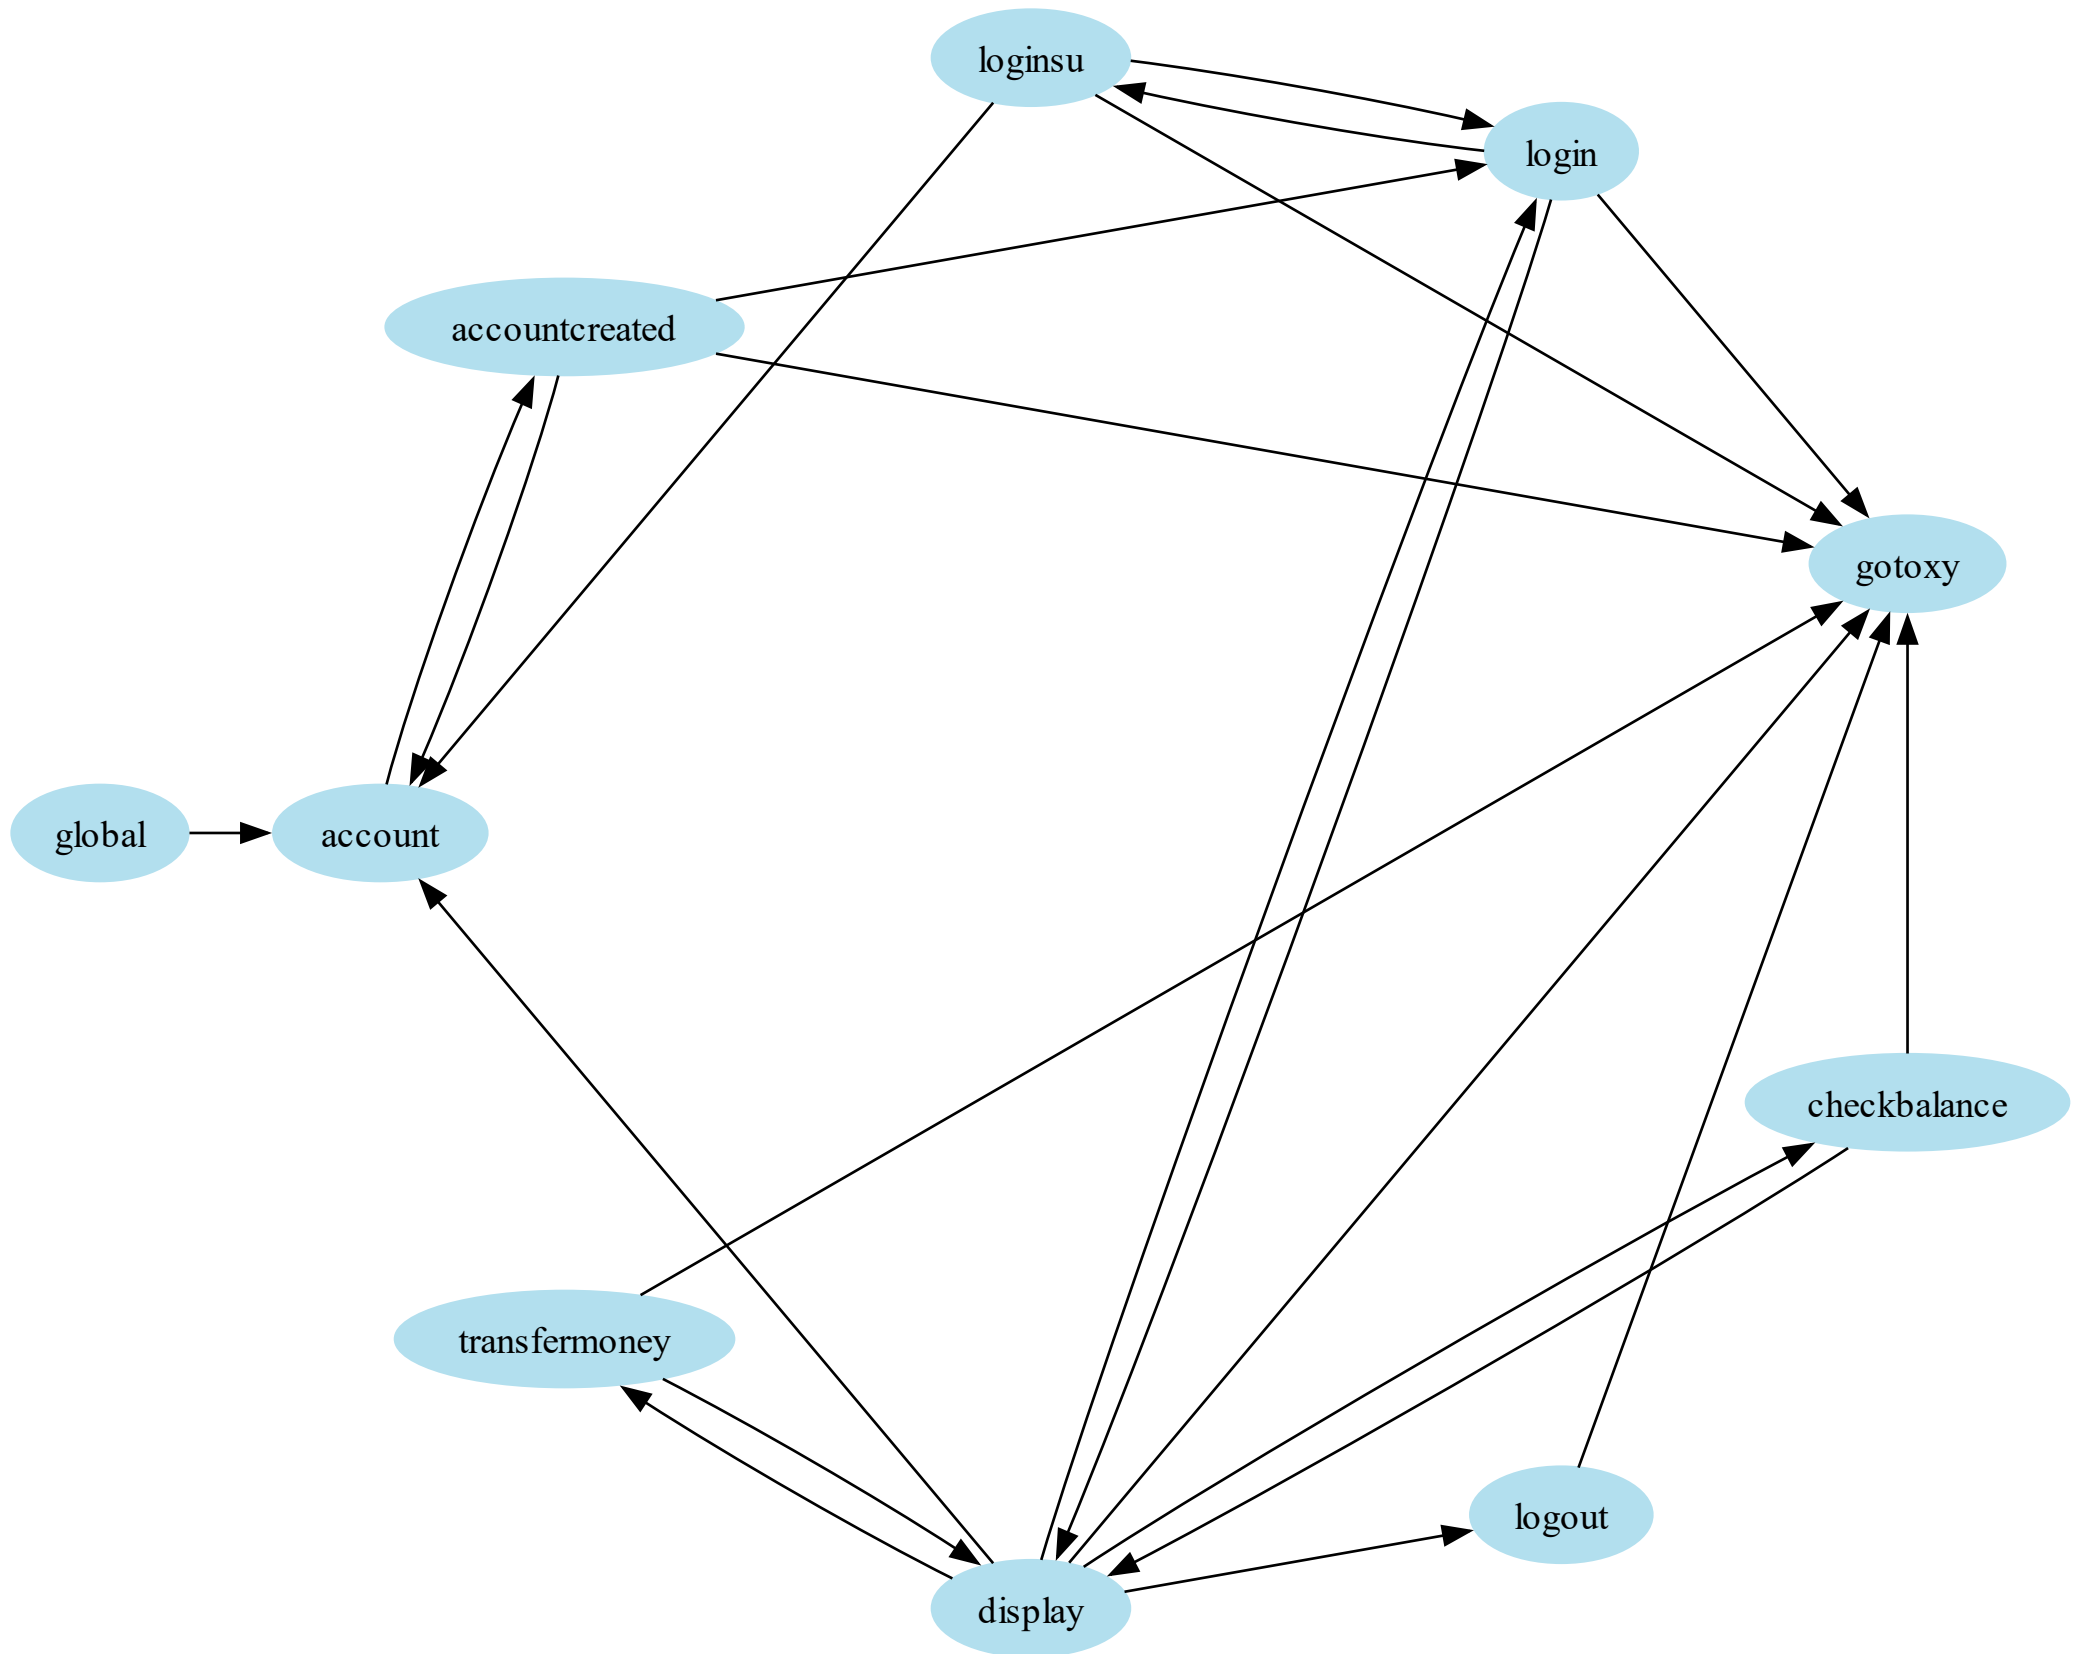 loginsu
login
accountcreated
gotoxy
global
account
checkbalance
transfermoney
logout
display